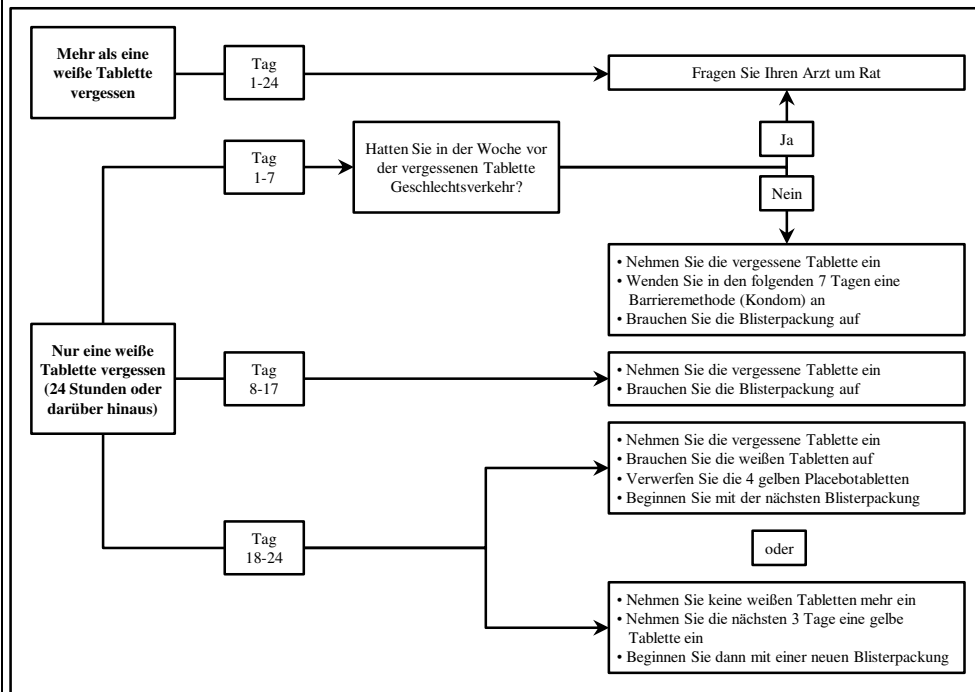 Mehr als eine
weiße Tablette
vergessen
Tag
1-24
Fragen Sie Ihren Arzt um Rat
Ja
Tag
1-7
Hatten Sie in der Woche vor
der vergessenen Tablette
Geschlechtsverkehr?
Nein
• Nehmen Sie die vergessene Tablette ein
• Wenden Sie in den folgenden 7 Tagen eine
Barrieremethode (Kondom) an
• Brauchen Sie die Blisterpackung auf
Nur eine weiße
Tablette vergessen
(24 Stunden oder
darüber hinaus)
Tag
8-17
• Nehmen Sie die vergessene Tablette ein
• Brauchen Sie die Blisterpackung auf
Tag
18-24
• Nehmen Sie die vergessene Tablette ein
• Brauchen Sie die weißen Tabletten auf
• Verwerfen Sie die 4 gelben Placebotabletten
• Beginnen Sie mit der nächsten Blisterpackung
oder
• Nehmen Sie keine weißen Tabletten mehr ein
• Nehmen Sie die nächsten 3 Tage eine gelbe
Tablette ein
• Beginnen Sie dann mit einer neuen Blisterpackung